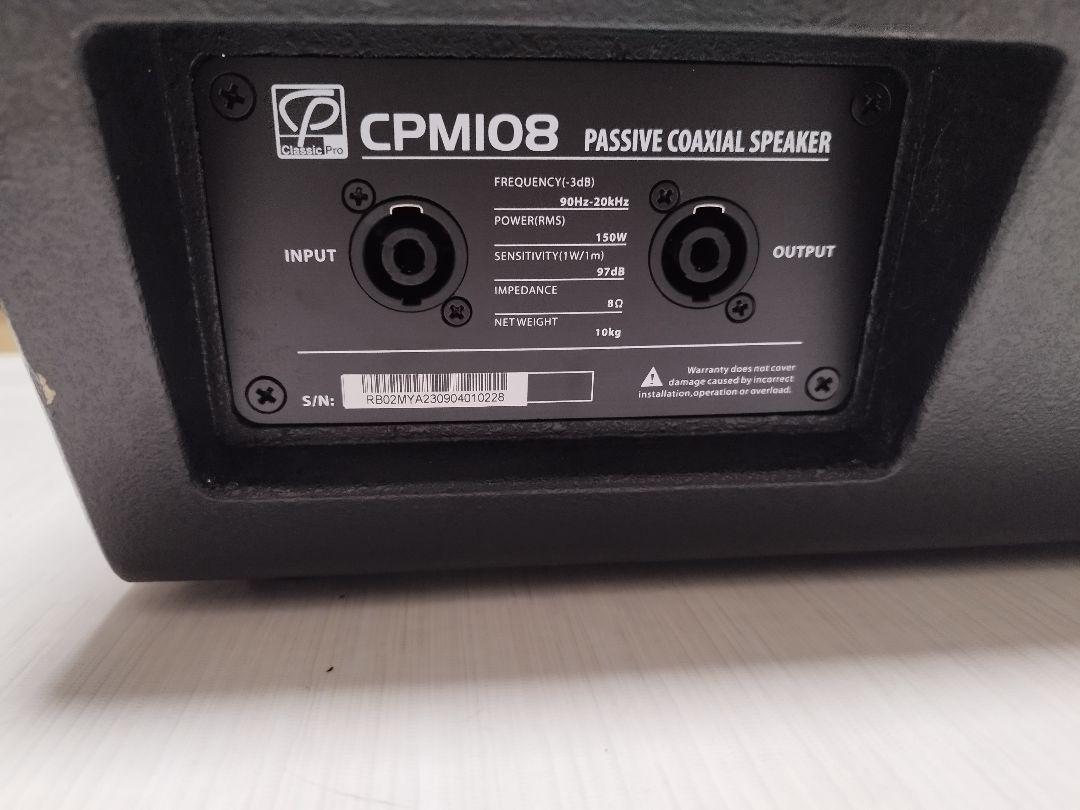 Classic Pro
CPM108 PASSIVE COAXIAL SPEAKER
FREQUENCY(-3dB)
90Hz-20kHz
POWER(RMS)
150W
INPUT
SENSITIVITY(1W/1m)
97dB
OUTPUT
IMPEDANCE
8Ω
NET WEIGHT
10kg
S/N:
RB02MYA230904010228
Warranty does not cover
damage caused by incorrect
installation,operation or overload.